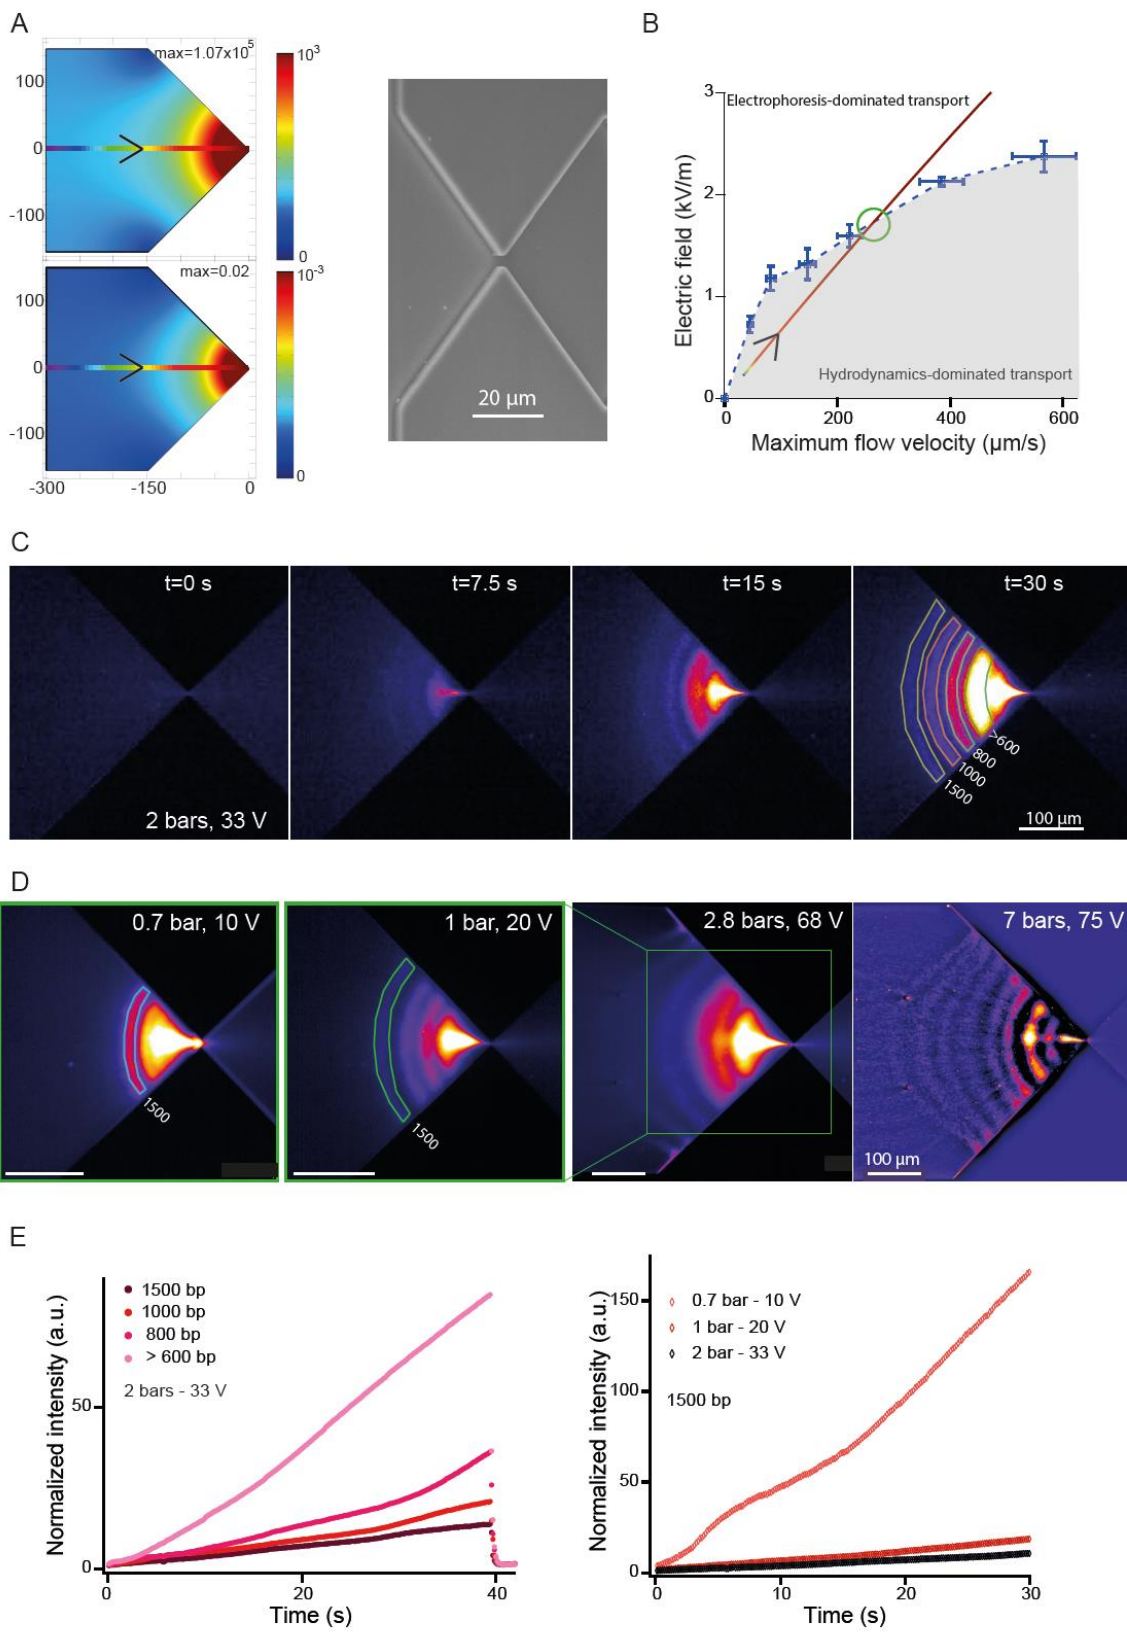 A
max=1.07x10^5
10^3
100
0
-100
0
max=0.02
10^-3
100
0
-100
0
-300
-150
0
20 µm
B
3
Electrophoresis-dominated transport
2
Electric field (kV/m)
1
Hydrodynamics-dominated transport
0
0
200
400
600
Maximum flow velocity (µm/s)
C
t=0 s
t=7.5 s
t=15 s
t=30 s
>600
800
1000
1500
2 bars, 33 V
100 µm
D
0.7 bar, 10 V
1 bar, 20 V
2.8 bars, 68 V
7 bars, 75 V
1500
1500
100 µm
E
1500 bp
1000 bp
800 bp
> 600 bp
2 bars - 33 V
50
0
Normalized intensity (a.u.)
0
20
40
Time (s)
150
0.7 bar - 10 V
1 bar - 20 V
2 bar - 33 V
1500 bp
100
50
0
Normalized intensity (a.u.)
0
10
20
30
Time (s)